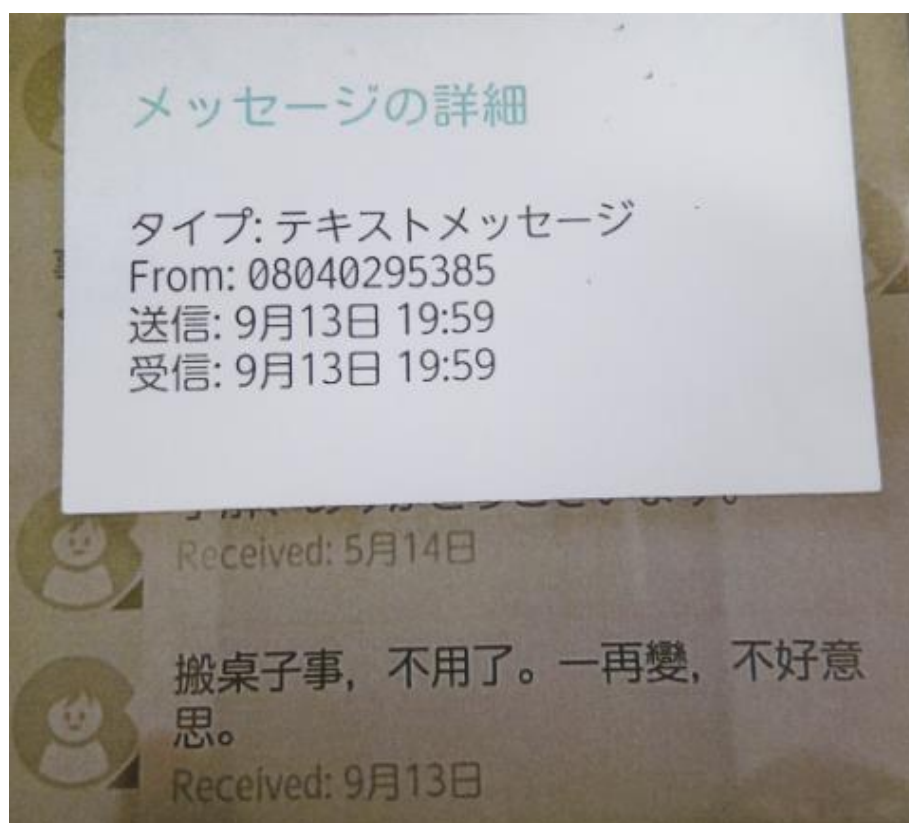 メッセージの詳細
タイプ: テキストメッセージ
From: 08040295385
送信: 9月13日 19:59
受信: 9月13日 19:59
Received: 5月14日
搬桌子事, 不用了。一再變, 不好意
思。
Received: 9月13日